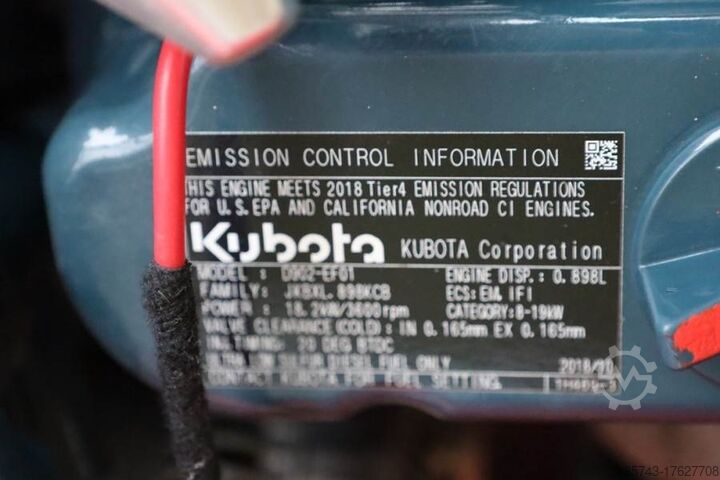 EMISSION CONTROL INFORMATION
THIS ENGINE MEETS 2018 Tier4 EMISSION REGULATIONS
FOR U.S. EPA AND CALIFORNIA NONROAD CI ENGINES.
Kubota KUBOTA Corporation
MODEL : D902-EF01 ENGINE DISP.: 0.898L
FAMILY: JKBXL.898KCB ECS: EM, IFI
POWER : 18.2kW/3600rpm CATEGORY: 8-19kW
VALVE CLEARANCE (COLD) : IN 0.165mm EX 0.165mm
INJ. TIMING: DEG BTDC
ULTRA LOW SULFUR DIESEL FUEL ONLY 2018/10
CONTACT KUBOTA FOR FUEL SETTING.
-17627708